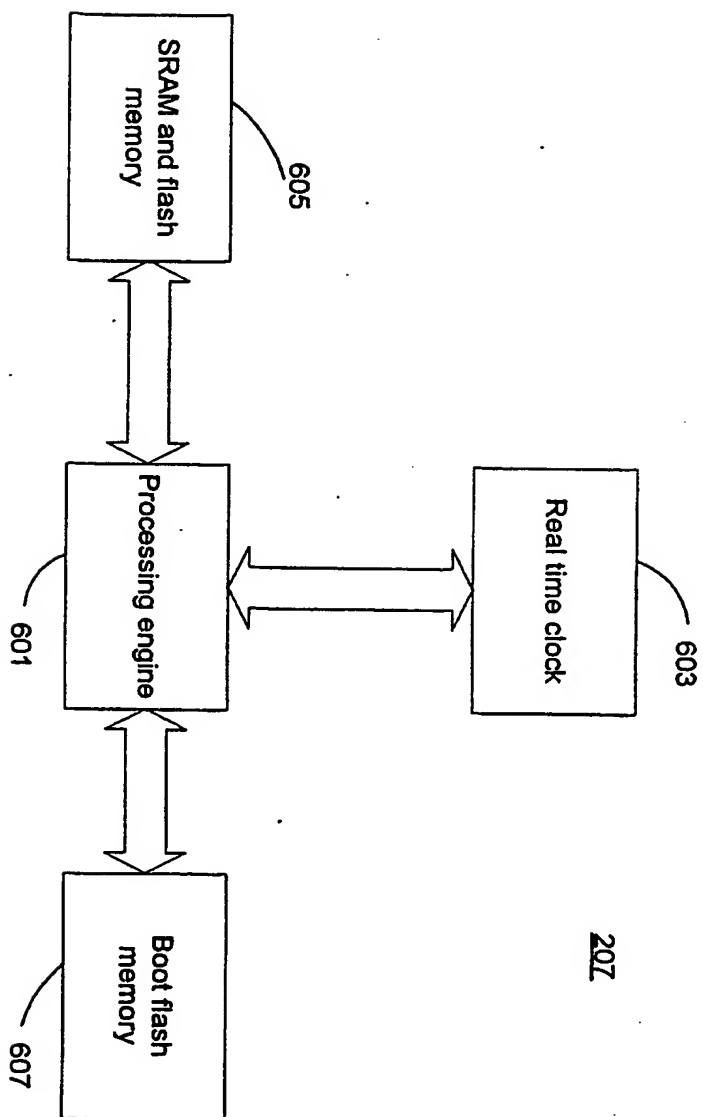 207
Real time clock
603
SRAM and flash
memory
605
Processing engine
601
Boot flash
memory
607